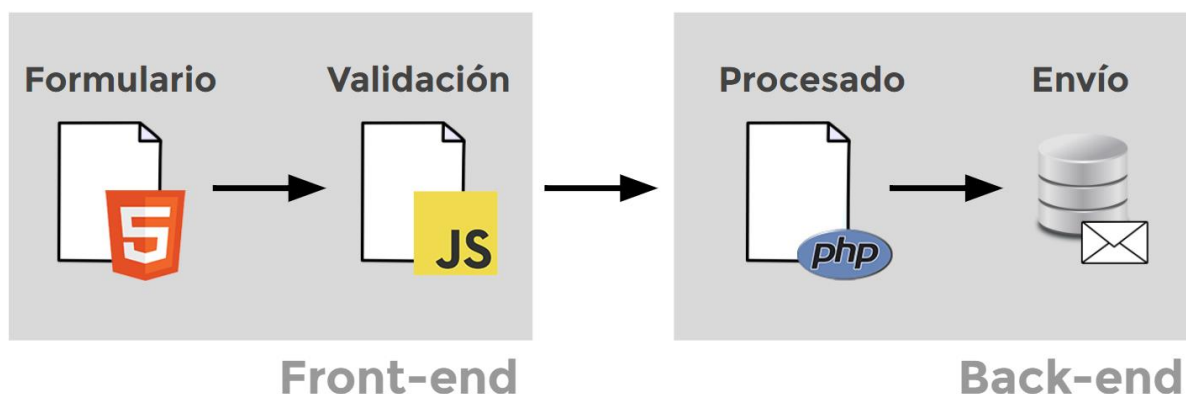 Formulario
Validación
Procesado
Envío
5
JS
php
Front-end
Back-end